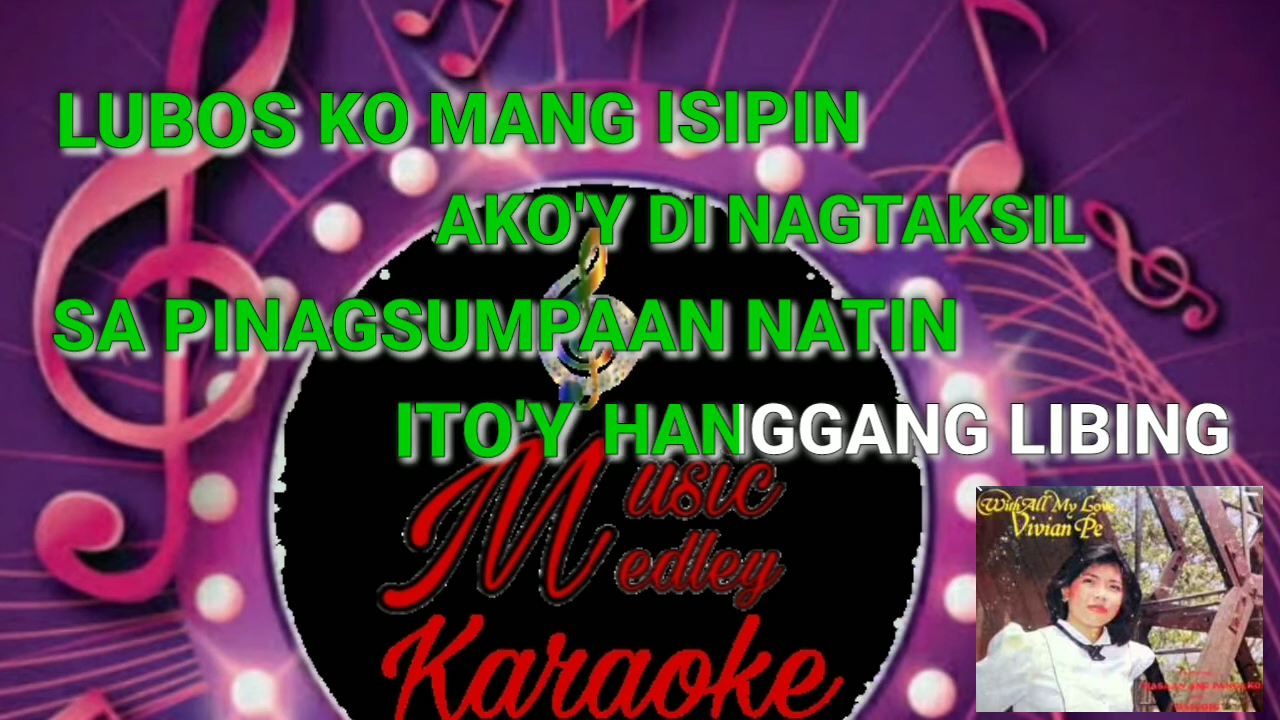 LUBOS KO MANG ISIPIN
AKO'Y DI NAGTAKSIL
SA PINAGSUMPAAN NATIN
ITO'Y HANGGANG LIBING
Music
Medley
Karaoke
With All My Love
Vivian Pe